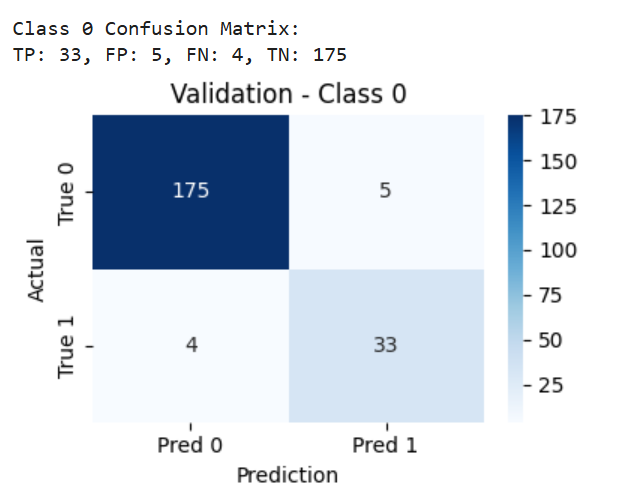 Class 0 Confusion Matrix:
TP: 33, FP: 5, FN: 4, TN: 175
Validation - Class 0
175
150
125
100
75
50
25
True 0
175
5
Actual
True 1
4
33
Pred 0
Pred 1
Prediction